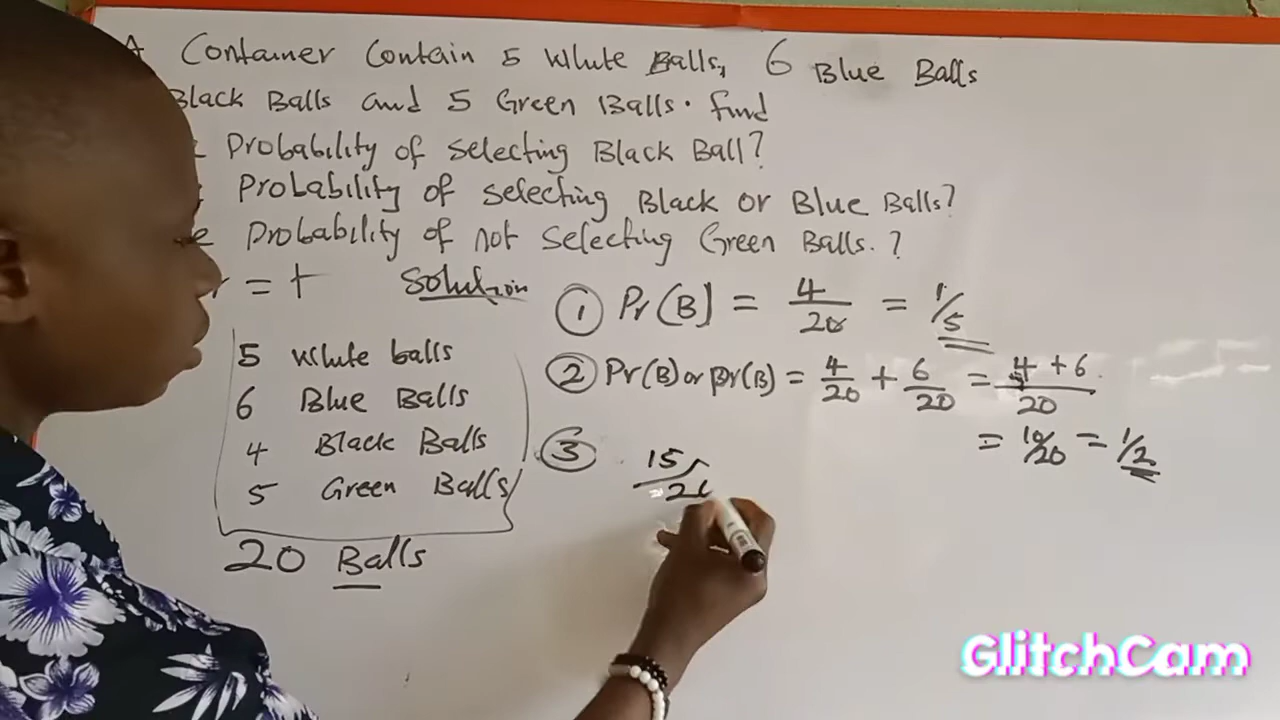 A Container Contain 5 White Balls, 6 Blue Balls
Black Balls and 5 Green Balls. find
Probability of selecting Black Ball?
Probability of selecting Black or Blue Balls?
Probability of not selecting Green Balls.?
= t Solution
5 White balls
6 Blue Balls
4 Black Balls
5 Green Balls
20 Balls
① Pr(B) = 4/20 = 1/5
② Pr(B) or pr(B) = 4/20 + 6/20 = 4+6/20
= 10/20 = 1/2
③ 15/20
GlitchCam